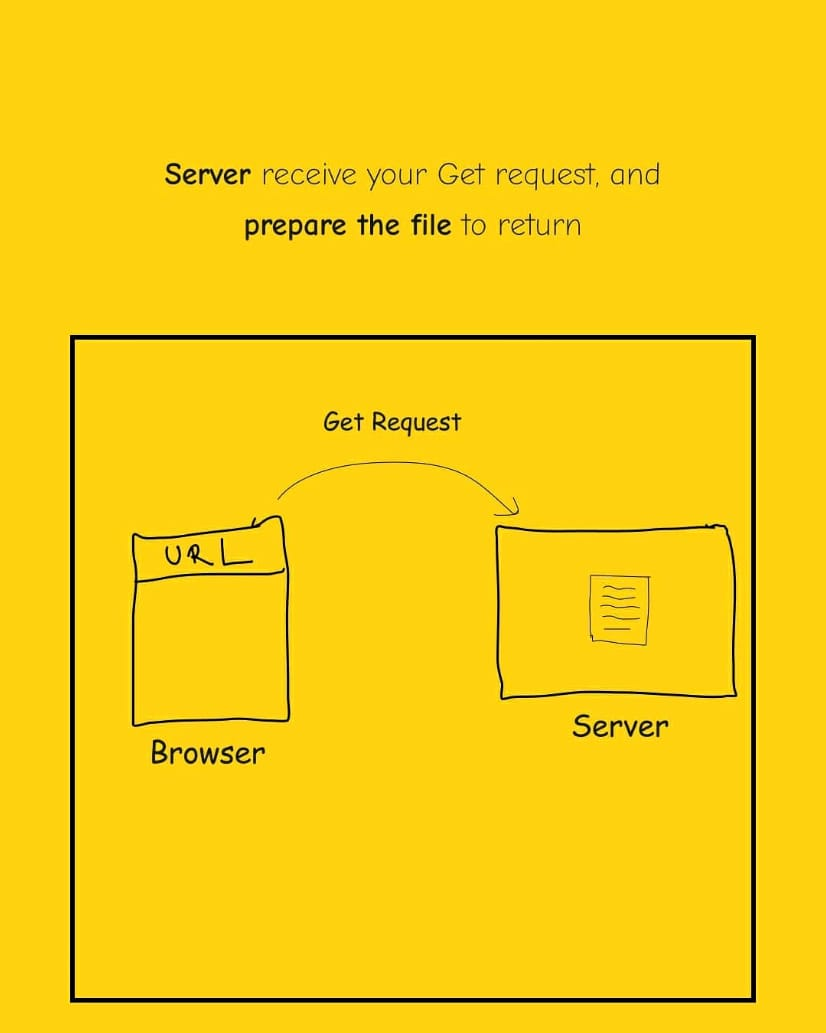 Server receive your Get request, and
prepare the file to return
Get Request
URL
Browser
Server